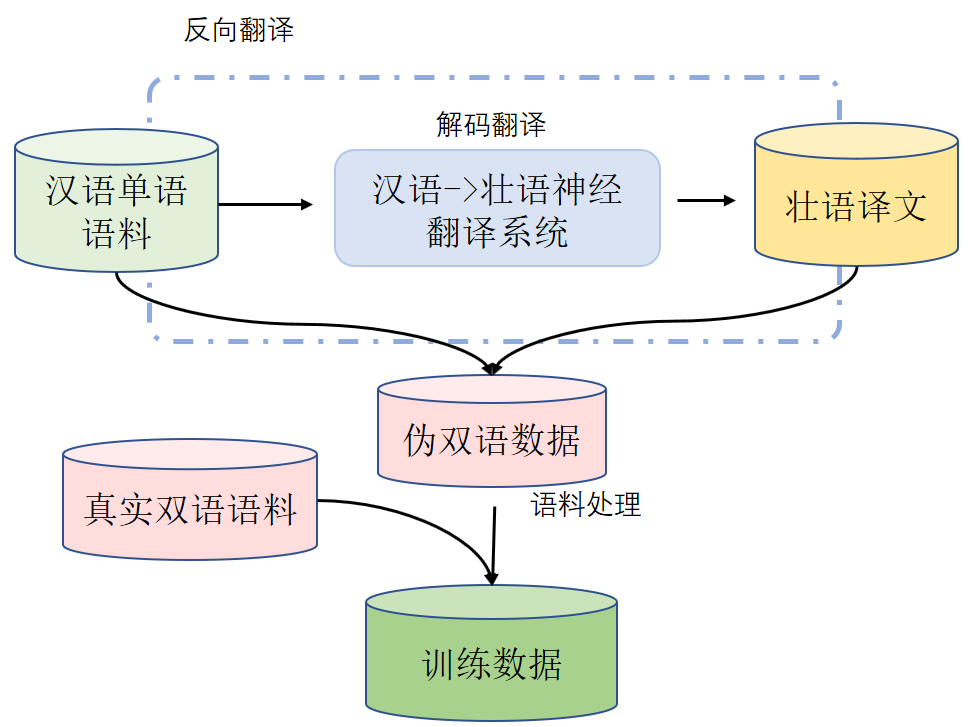 反向翻译
解码翻译
汉语单语
语料
汉语->壮语神经
翻译系统
壮语译文
伪双语数据
真实双语语料
语料处理
训练数据